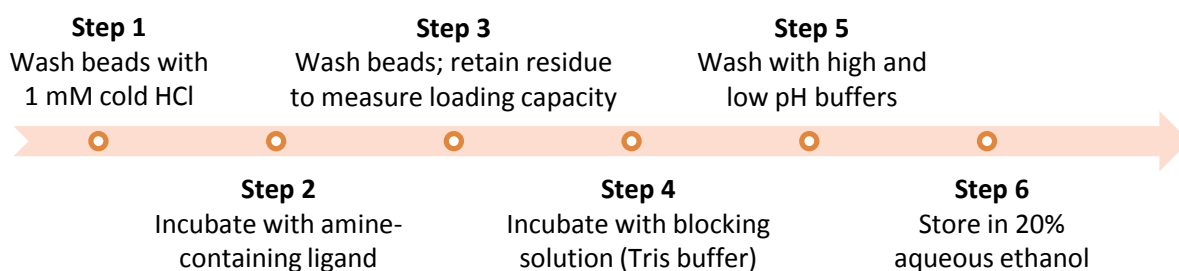 Step 1
Wash beads with
1 mM cold HCl
Step 2
Incubate with amine-
containing ligand
Step 3
Wash beads; retain residue
to measure loading capacity
Step 4
Incubate with blocking
solution (Tris buffer)
Step 5
Wash with high and
low pH buffers
Step 6
Store in 20%
aqueous ethanol